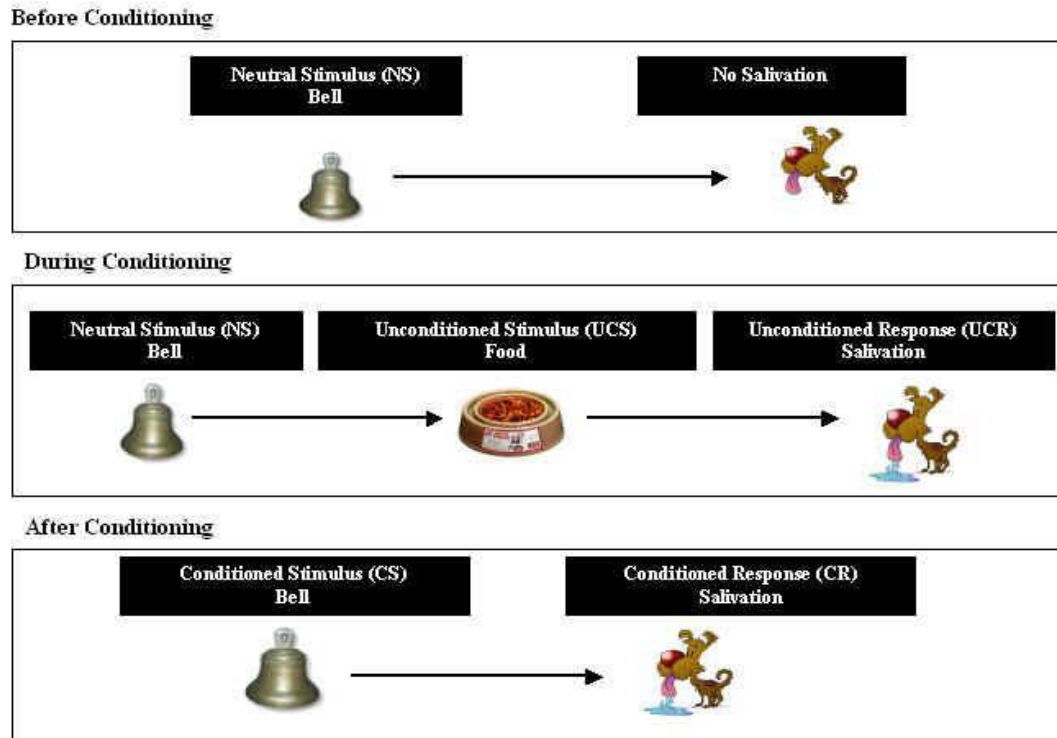 Before Conditioning
Neutral Stimulus (NS)
Bell
No Salivation
During Conditioning
Neutral Stimulus (NS)
Bell
Unconditioned Stimulus (UCS)
Food
Unconditioned Response (UCR)
Salivation
After Conditioning
Conditioned Stimulus (CS)
Bell
Conditioned Response (CR)
Salivation